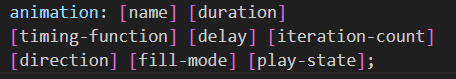 animation: [name] [duration]
[timing-function] [delay] [iteration-count]
[direction] [fill-mode] [play-state];